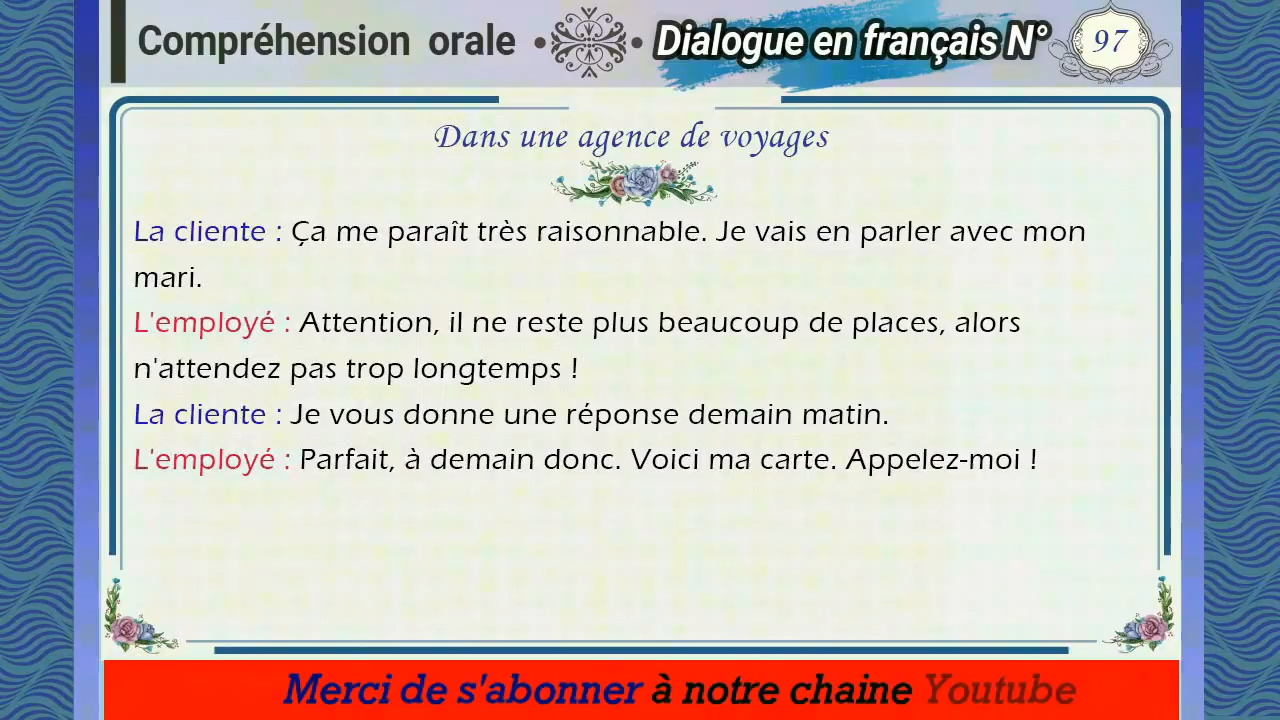 Compréhension orale Dialogue en français N° 97
Dans une agence de voyages
La cliente : Ça me paraît très raisonnable. Je vais en parler avec mon
mari.
L'employé : Attention, il ne reste plus beaucoup de places, alors
n'attendez pas trop longtemps !
La cliente : Je vous donne une réponse demain matin.
L'employé : Parfait, à demain donc. Voici ma carte. Appelez-moi !
Merci de s'abonner à notre chaine Youtube